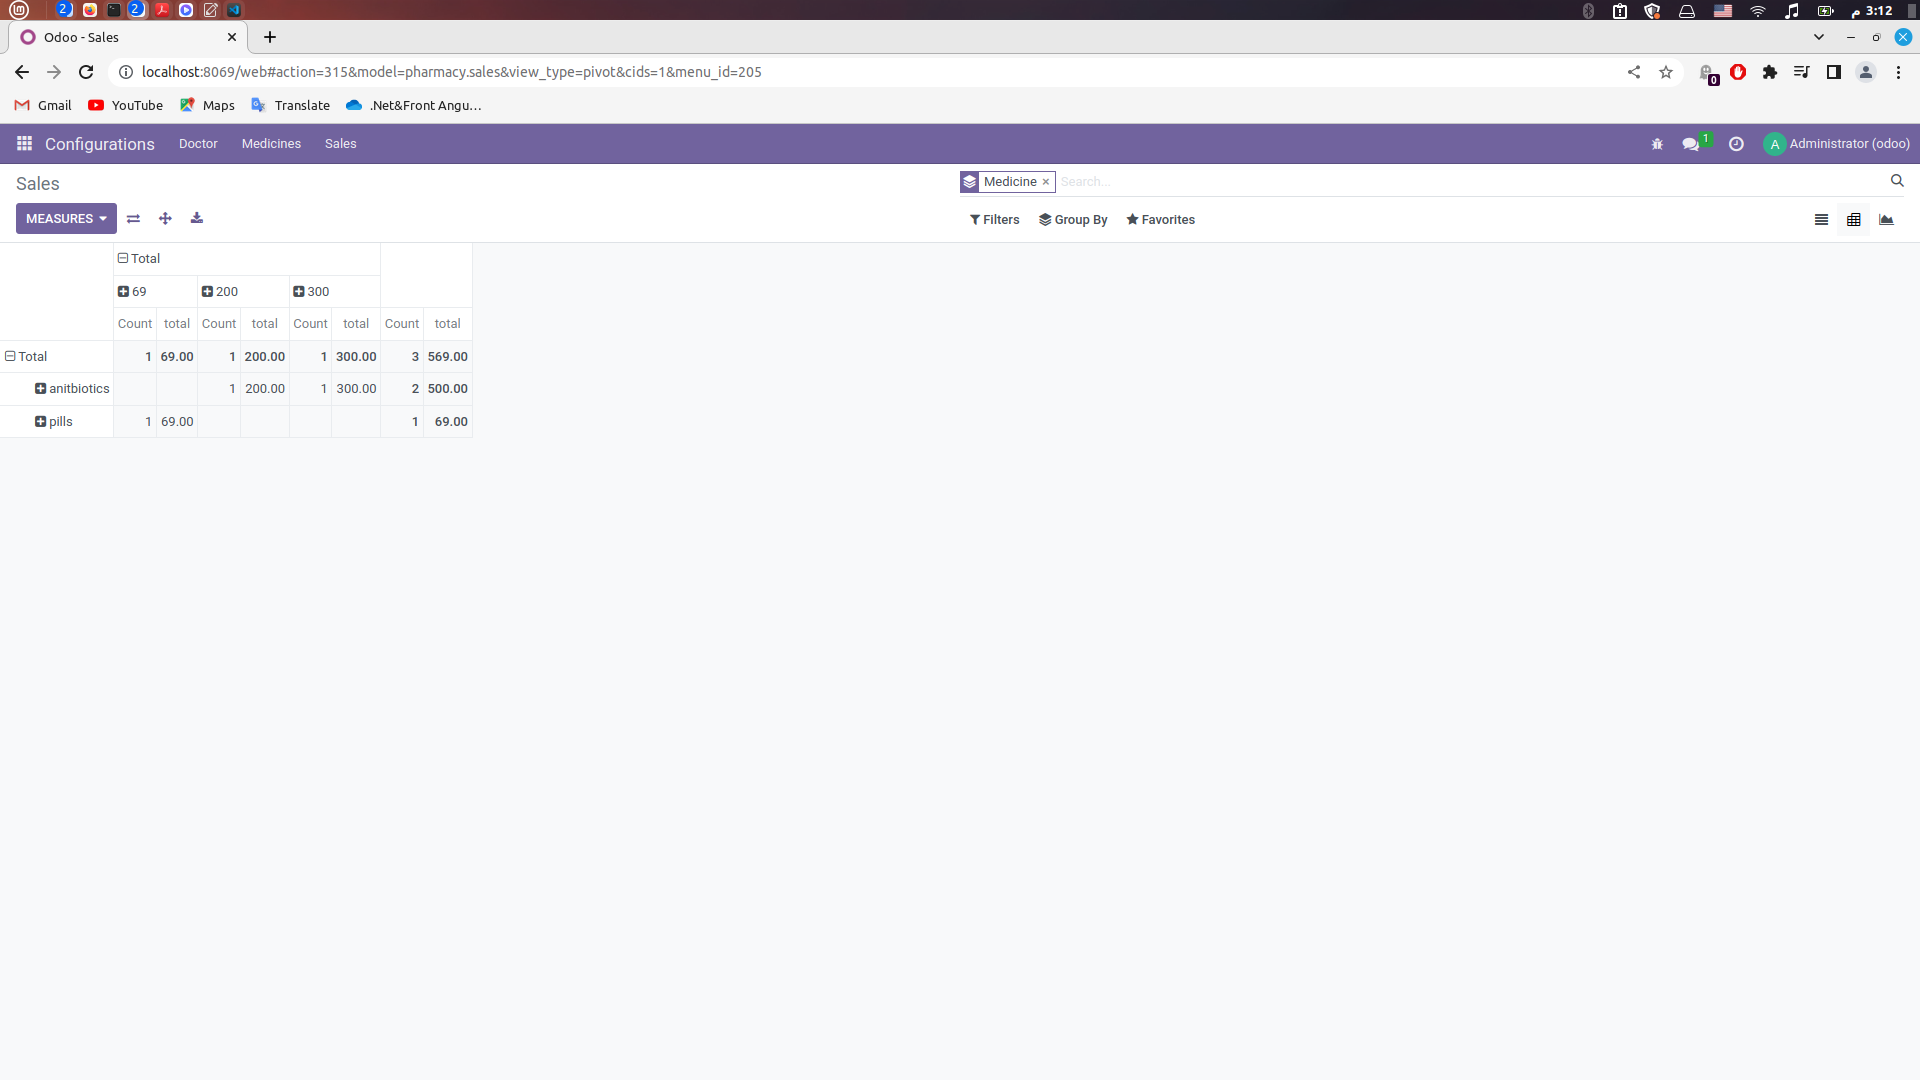 2 2 م 3:12
Odoo - Sales
localhost:8069/web#action=315&model=pharmacy.sales&view_type=pivot&cids=1&menu_id=205 0
Gmail YouTube Maps Translate .Net&Front Angu...
Configurations Doctor Medicines Sales 1 A Administrator (odoo)
Sales Medicine × Search...
MEASURES Filters Group By Favorites
Total
69 200 300
Count total Count total Count total Count total
Total 1 69.00 1 200.00 1 300.00 3 569.00
anitbiotics 1 200.00 1 300.00 2 500.00
pills 1 69.00 1 69.00